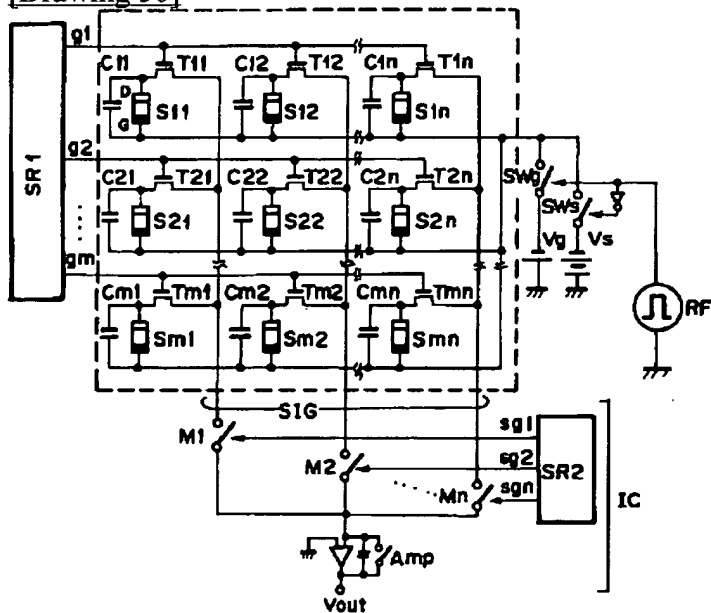 [Drawing 36]
g1
C11 T11 C12 T12 C1n T1n
D
S11 S12 S1n
G
SR1
g2
C21 T21 C22 T22 C2n T2n
SWg
SWs
S21 S22 S2n
Vg Vs
gm
Cm1 Tm1 Cm2 Tm2 Cmn Tmn
RF
Sm1 Sm2 Smn
SIG
M1
sg1
M2
sg2
SR2
Mn
sgn
IC
Amp
Vout